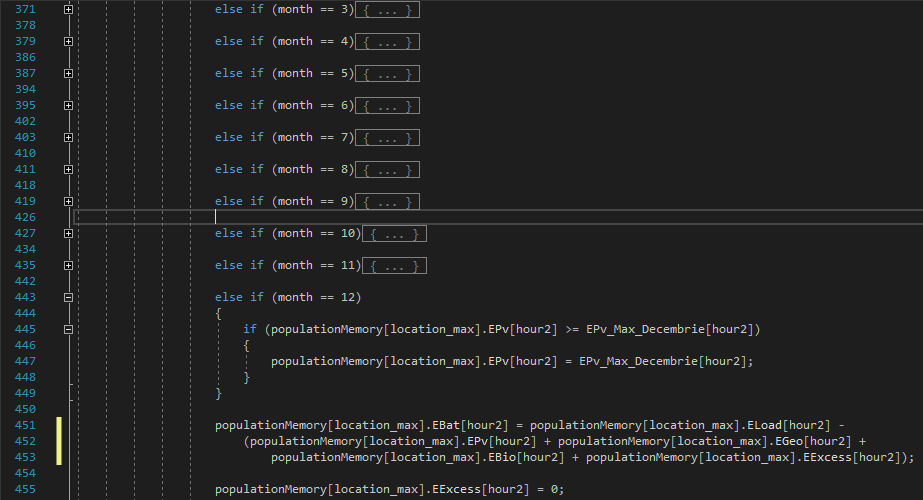 371 else if (month == 3){ ... }
378
379 else if (month == 4){ ... }
386
387 else if (month == 5){ ... }
394
395 else if (month == 6){ ... }
402
403 else if (month == 7){ ... }
410
411 else if (month == 8){ ... }
418
419 else if (month == 9){ ... }
426
427 else if (month == 10){ ... }
434
435 else if (month == 11){ ... }
442
443 else if (month == 12)
444 {
445 if (populationMemory[location_max].EPv[hour2] >= EPv_Max_Decembrie[hour2])
446 {
447 populationMemory[location_max].EPv[hour2] = EPv_Max_Decembrie[hour2];
448 }
449 }
450
451 populationMemory[location_max].EBat[hour2] = populationMemory[location_max].ELoad[hour2] -
452 (populationMemory[location_max].EPv[hour2] + populationMemory[location_max].EGeo[hour2] +
453 populationMemory[location_max].EBio[hour2] + populationMemory[location_max].EExcess[hour2]);
454
455 populationMemory[location_max].EExcess[hour2] = 0;